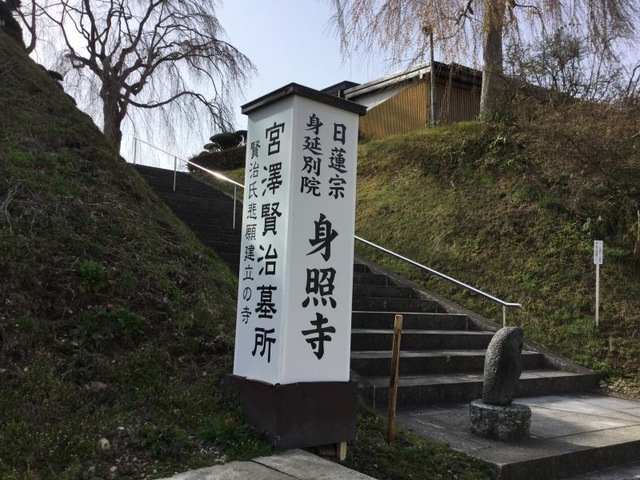 日蓮宗
身延別院
身照寺
宮澤賢治墓所
賢治氏悲願建立の寺